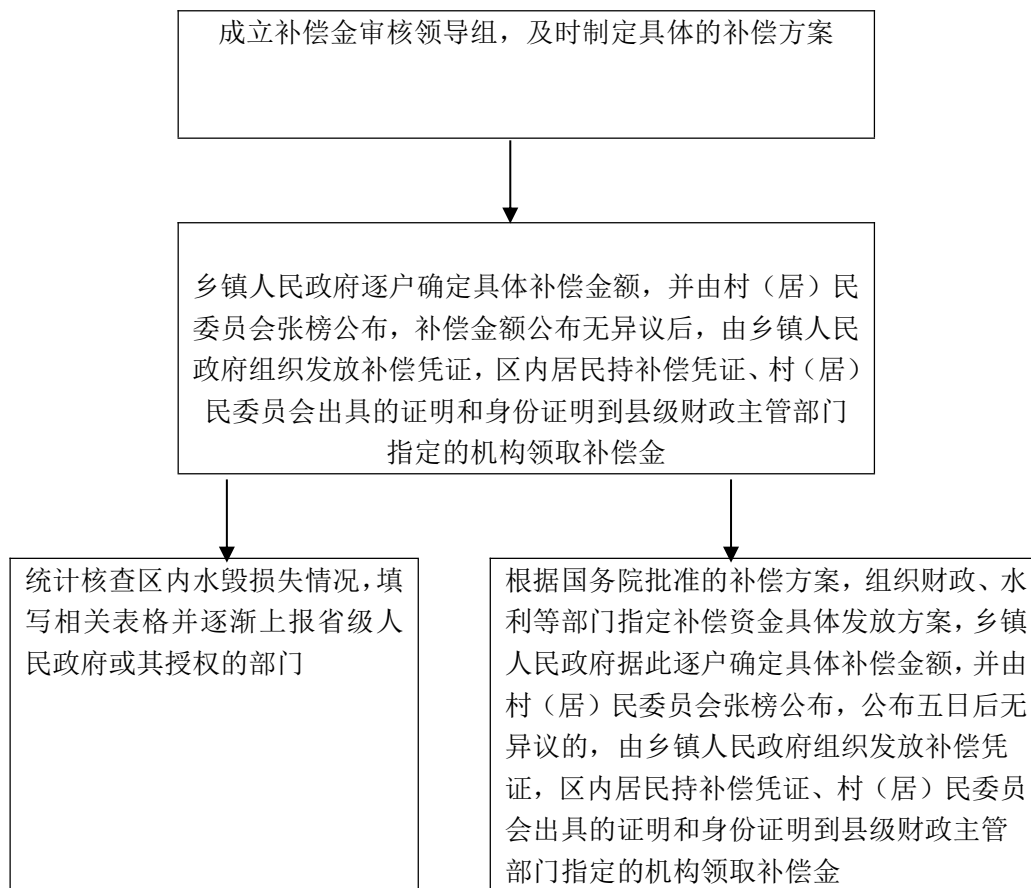 成立补偿金审核领导组，及时制定具体的补偿方案
乡镇人民政府逐户确定具体补偿金额，并由村（居）民
委员会张榜公布，补偿金额公布无异议后，由乡镇人民
政府组织发放补偿凭证，区内居民持补偿凭证、村（居）
民委员会出具的证明和身份证明到县级财政主管部门
指定的机构领取补偿金
统计核查区内水毁损失情况，填
写相关表格并逐渐上报省级人
民政府或其授权的部门
根据国务院批准的补偿方案，组织财政、水
利等部门指定补偿资金具体发放方案，乡镇
人民政府据此逐户确定具体补偿金额，并由
村（居）民委员会张榜公布，公布五日后无
异议的，由乡镇人民政府组织发放补偿凭
证，区内居民持补偿凭证、村（居）民委员
会出具的证明和身份证明到县级财政主管
部门指定的机构领取补偿金